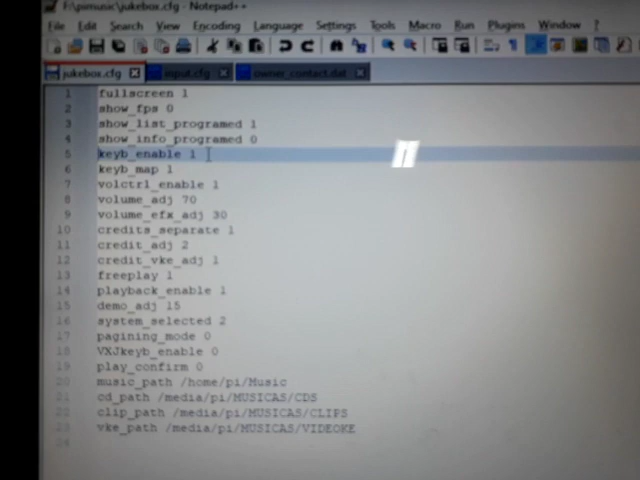 F:\pimusic\jukebox.cfg - Notepad++
File Edit Search View Encoding Language Settings Tools Macro Run Plugins Window ?
jukebox.cfg input.cfg owner_contact.dat
1 fullscreen 1
2 show_fps 0
3 show_list_programed 1
4 show_info_programed 0
5 keyb_enable 1
6 keyb_map 1
7 volctrl_enable 1
8 volume_adj 70
9 volume_efx_adj 30
10 credits_separate 1
11 credit_adj 2
12 credit_vke_adj 1
13 freeplay 1
14 playback_enable 1
15 demo_adj 15
16 system_selected 2
17 pagining_mode 0
18 VXJkeyb_enable 0
19 play_confirm 0
20 music_path /home/pi/Music
21 cd_path /media/pi/MUSICAS/CDS
22 clip_path /media/pi/MUSICAS/CLIPS
23 vke_path /media/pi/MUSICAS/VIDEOKE
24